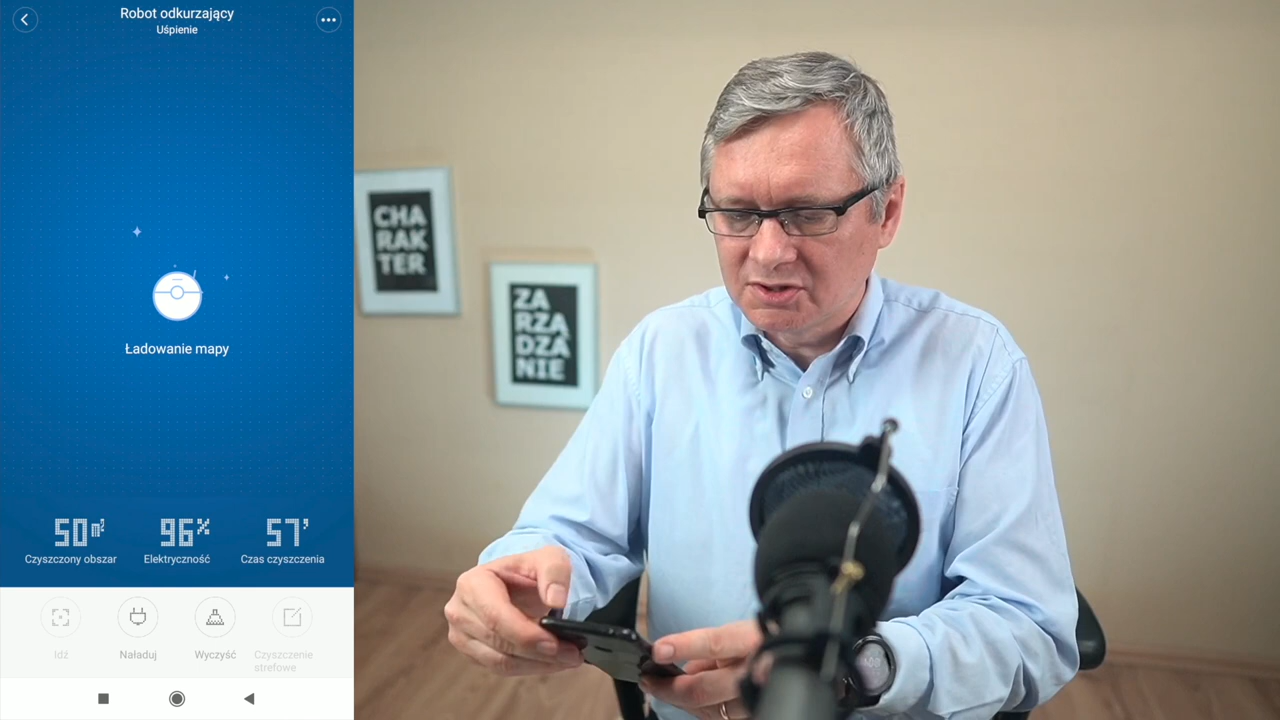 Robot odkurzający
Uśpienie
Ładowanie mapy
50m² 96% 57'
Czyszczony obszar Elektryczność Czas czyszczenia
Idź Naładuj Wyczyść Czyszczenie
strefowe
CHA
RAK
TER
ZA
RZĄ
DZA
NIE